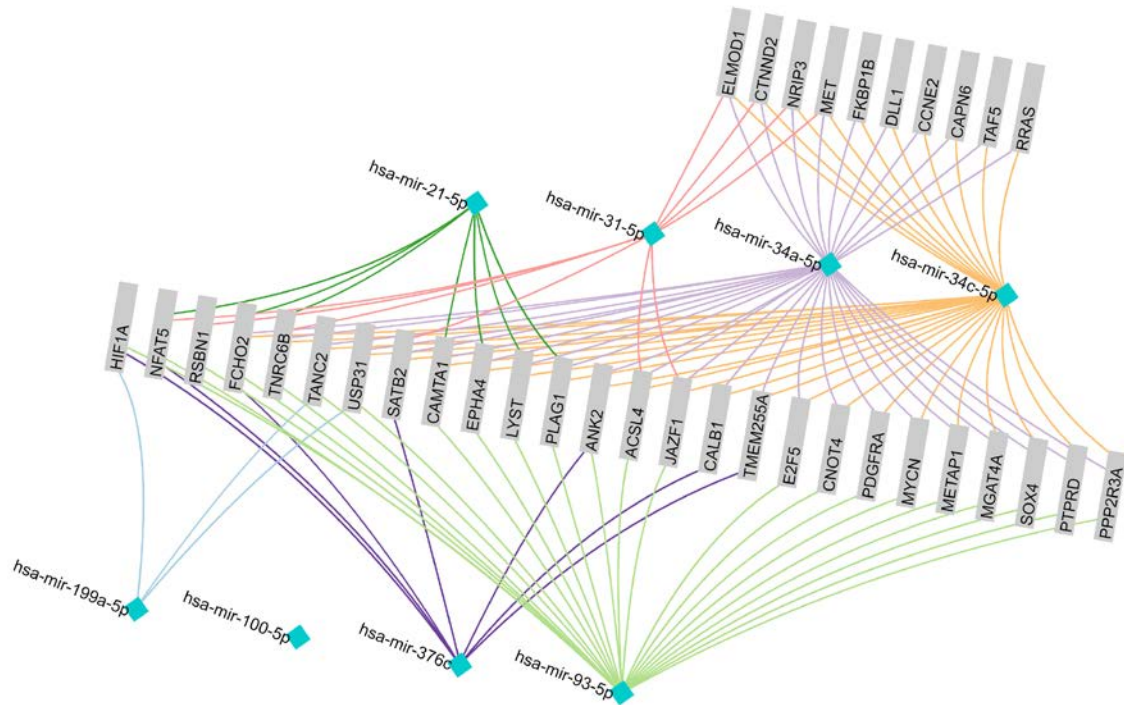 ELMOD1
CTNND2
NRIP3
MET
FKBP1B
DLL1
CCNE2
CAPN6
TAF5
RRAS
hsa-mir-21-5p
hsa-mir-31-5p
hsa-mir-34a-5p
hsa-mir-34c-5p
HIF1A
NFAT5
RSBN1
FCHO2
TNRC6B
TANC2
USP31
SATB2
CAMTA1
EPHA4
LYST
PLAG1
ANK2
ACSL4
JAZF1
CALB1
TMEM255A
E2F5
CNOT4
PDGFRA
MYCN
METAP1
MGAT4A
SOX4
PTPRD
PPP2R3A
hsa-mir-199a-5p
hsa-mir-100-5p
hsa-mir-376c
hsa-mir-93-5p